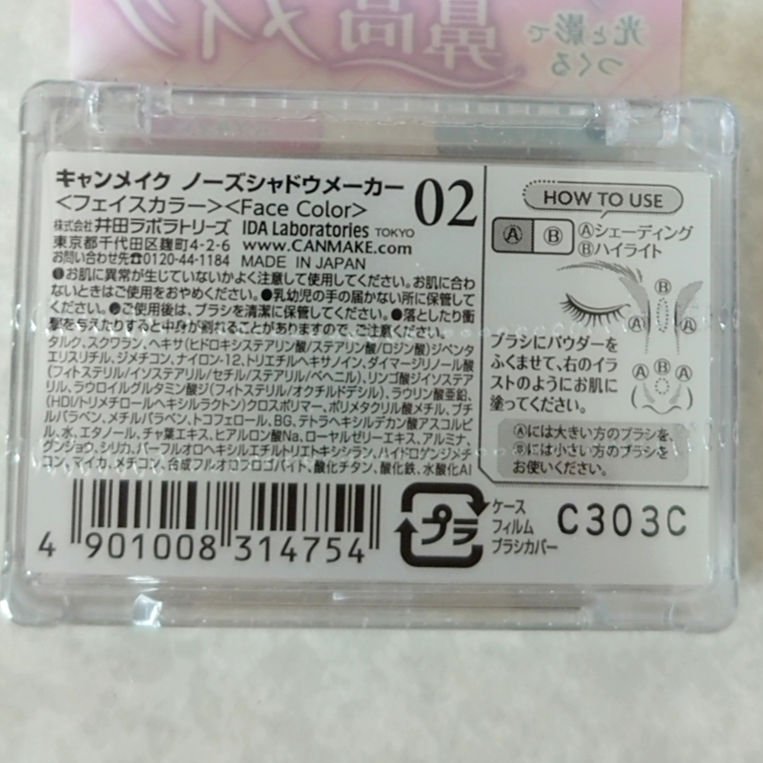 光と影で
つくる
鼻高メイク
キャンメイク ノーズシャドウメーカー 02
<フェイスカラー><Face Color>
株式会社 井田ラボラトリーズ IDA Laboratories TOKYO
東京都千代田区麹町4-2-6 www.CANMAKE.com
お問い合わせ先☎0120-44-1184 MADE IN JAPAN
●お肌に異常が生じていないかよく注意して使用してください。お肌に合わ
ないときはご使用をおやめください。●乳幼児の手の届かない所に保管して
ください。●ご使用後は、ブラシを清潔に保管してください。●落としたり衝
撃を与えたりすると中身が割れることがありますので、ご注意ください。
タルク、スクワラン、ヘキサ(ヒドロキシステアリン酸/ステアリン酸/ロジン酸)ジペンタ
エリスリチル、ジメチコン、ナイロン-12、トリエチルヘキサノイン、ダイマージリノール酸
(フィトステリル/イソステアリル/セチル/ステアリル/ベヘニル)、リンゴ酸ジイソステア
リル、ラウロイルグルタミン酸ジ(フィトステリル/オクチルドデシル)、ラウリン酸亜鉛、
(HDI/トリメチロールヘキシルラクトン)クロスポリマー、ポリメタクリル酸メチル、ブチ
ルパラベン、メチルパラベン、トコフェロール、BG、テトラヘキシルデカン酸アスコルビ
ル、水、エタノール、チャ葉エキス、ヒアルロン酸Na、ローヤルゼリーエキス、アルミナ、
グンジョウ、シリカ、パーフルオロヘキシルエチルトリエトキシシラン、ハイドロゲンジメチ
コン、マイカ、メチコン、合成フルオロフロゴパイト、酸化チタン、酸化鉄、水酸化Al
HOW TO USE
Ⓐ Ⓑ Ⓐシェーディング
Ⓑハイライト
Ⓑ
Ⓐ Ⓐ
ブラシにパウダーを
ふくませて、右のイラ
ストのようにお肌に
塗ってください。
Ⓐ Ⓑ Ⓐ
Ⓐには大きい方のブラシを、
Ⓑには小さい方のブラシを
お使いください。
4 901008 314754
プラ
ケース
フィルム
ブラシカバー
C303C